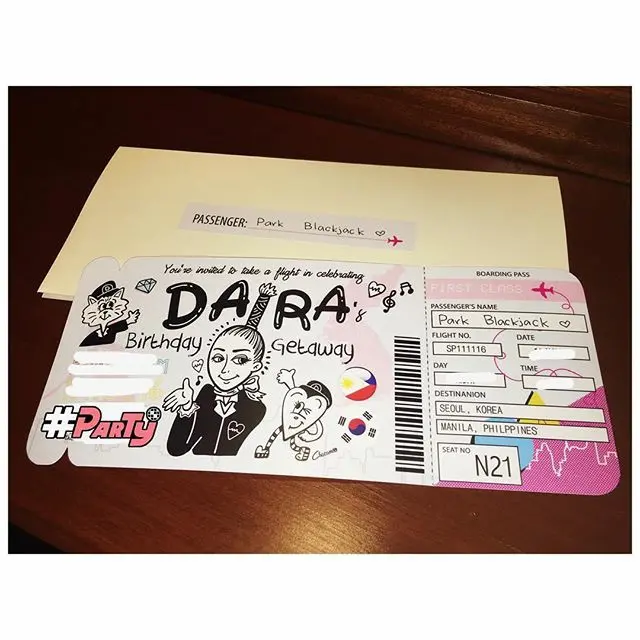 PASSENGER: Park Blackjack
You're invited to take a flight in celebrating
DARA's
Birthday Getaway
#PARTY
BOARDING PASS
FIRST CLASS
PASSENGER'S NAME
Park Blackjack
FLIGHT NO. DATE
SP111116
DAY TIME
DESTINANION
SEOUL, KOREA
MANILA, PHILPPINES
SEAT NO
N21